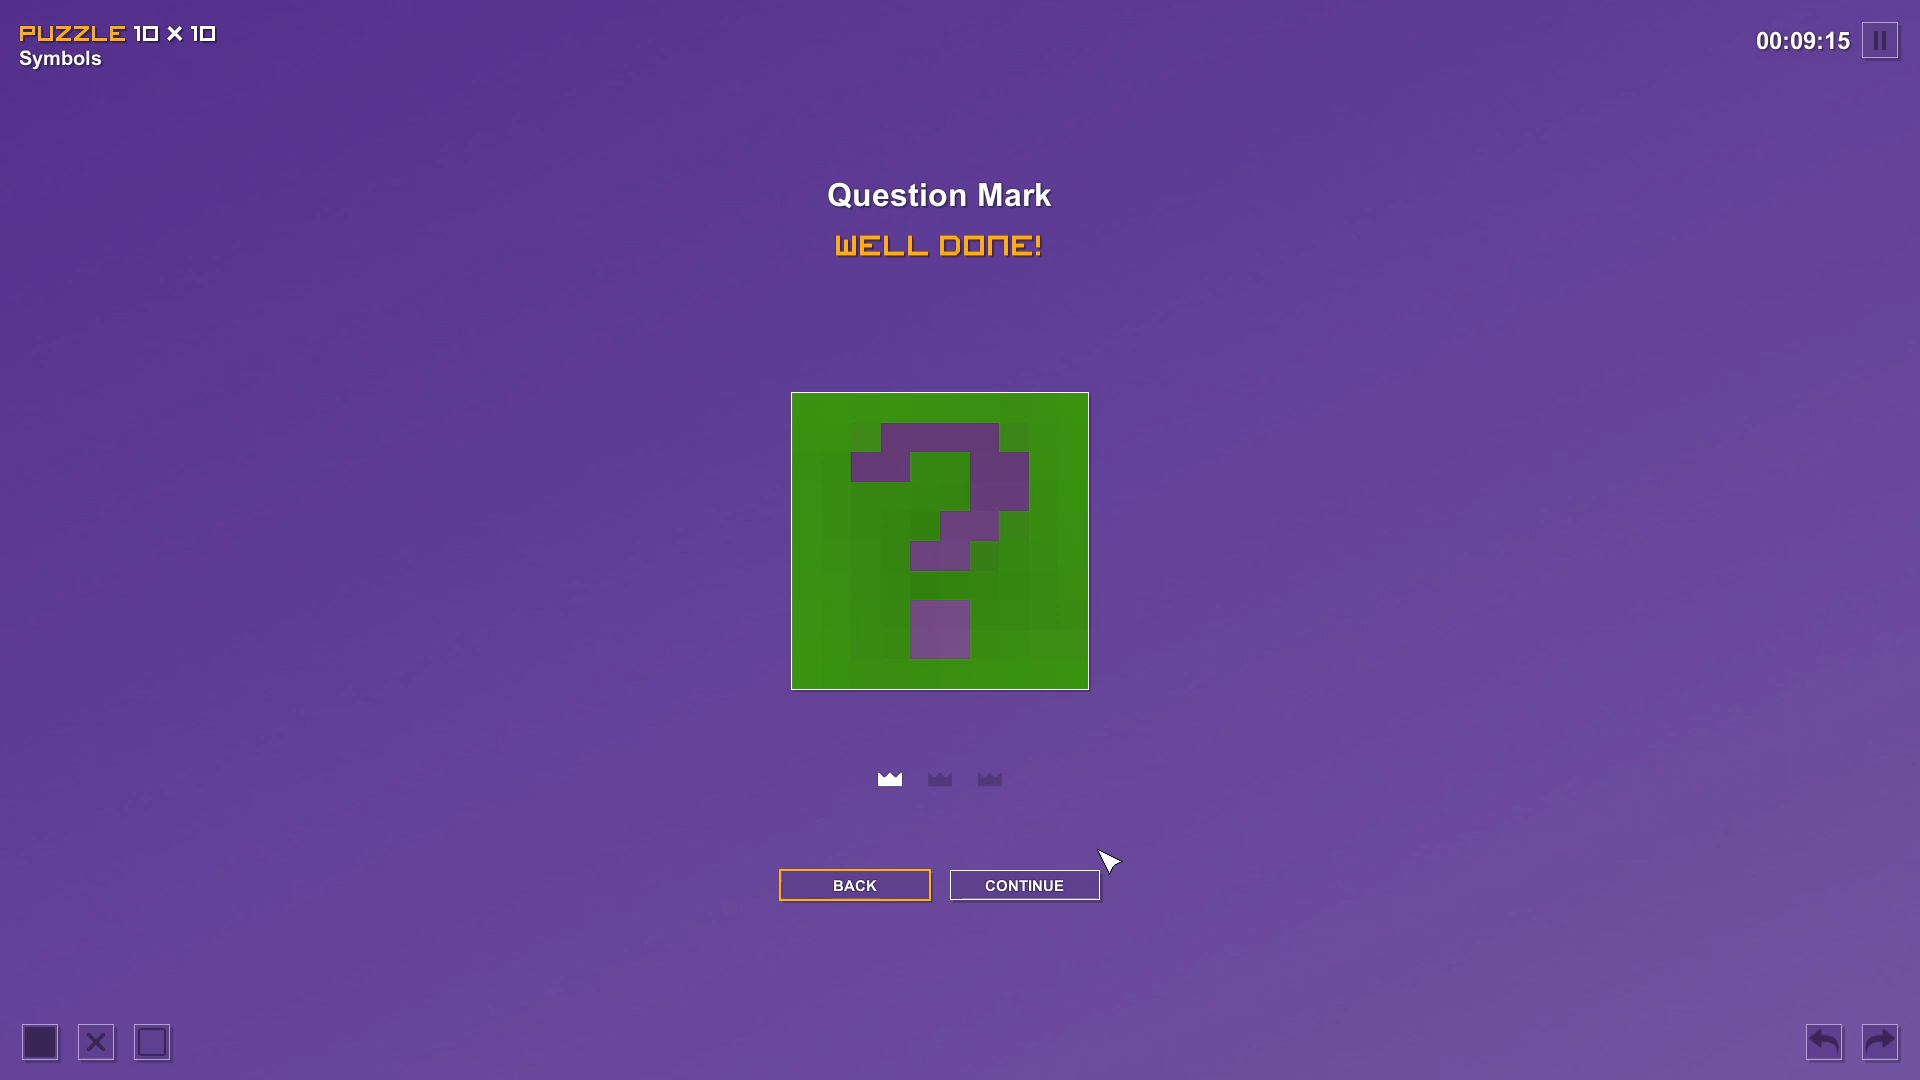 PUZZLE 10 × 10
Symbols
00:09:15
Question Mark
WELL DONE!
BACK
CONTINUE